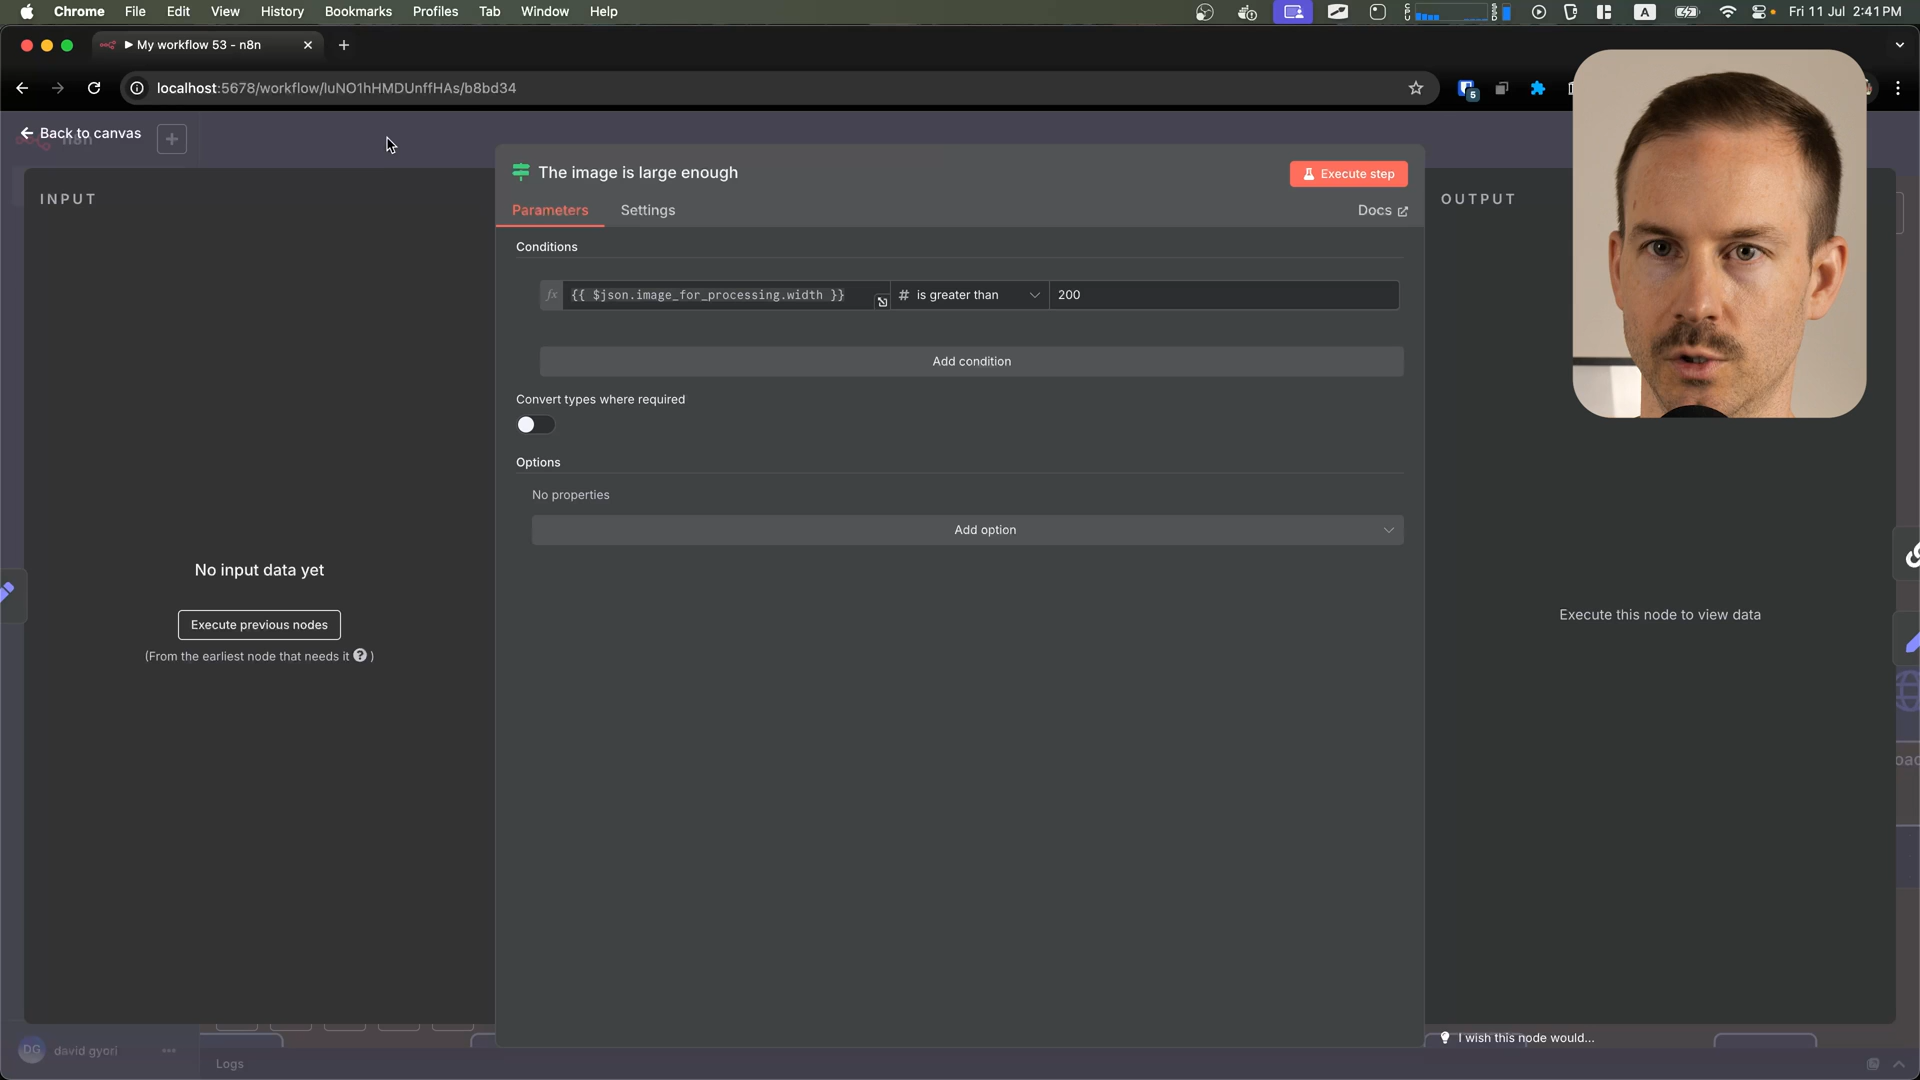 Chrome File Edit View History Bookmarks Profiles Tab Window Help
A
Fri 11 Jul 2:41 PM
My workflow 53 - n8n
localhost:5678/workflow/luNO1hHMDUnffHAs/b8bd34
5
Back to canvas
n8n
INPUT
The image is large enough
Execute step
OUTPUT
Parameters
Settings
Docs
Conditions
fx {{ $json.image_for_processing.width }}
# is greater than
200
Add condition
Convert types where required
Options
No properties
Add option
No input data yet
Execute previous nodes
(From the earliest node that needs it ? )
Execute this node to view data
I wish this node would...
DG david gyori
Logs